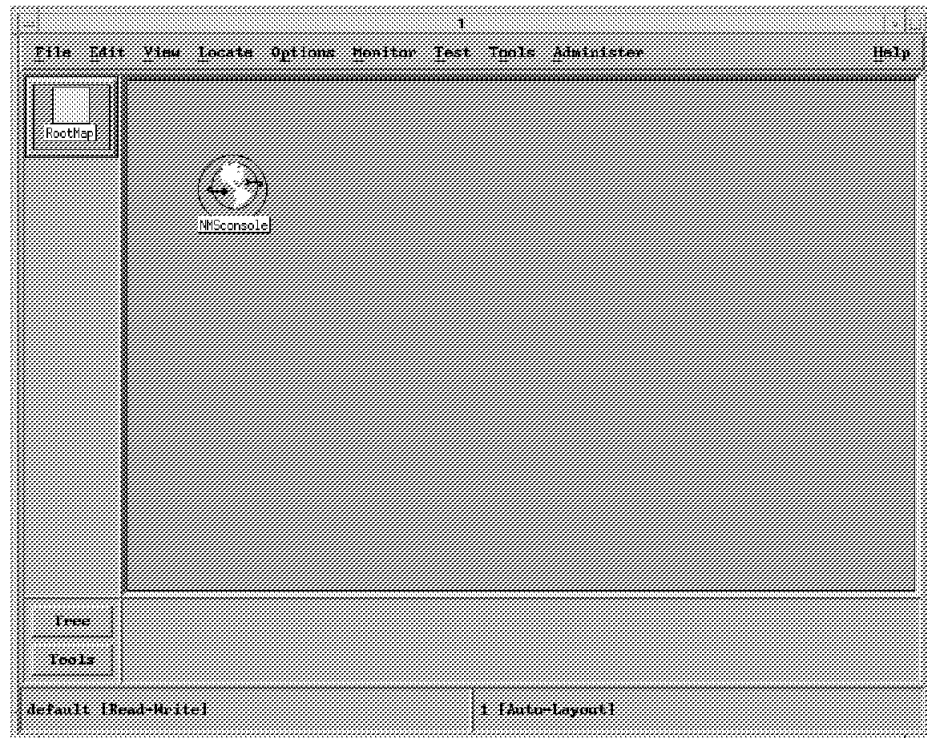 1
File Edit View Locate Options Monitor Test Tools Administer Help
RootMap
NMSconsole
Tree
Tools
default [Read-Write] 1 [Auto-Layout]